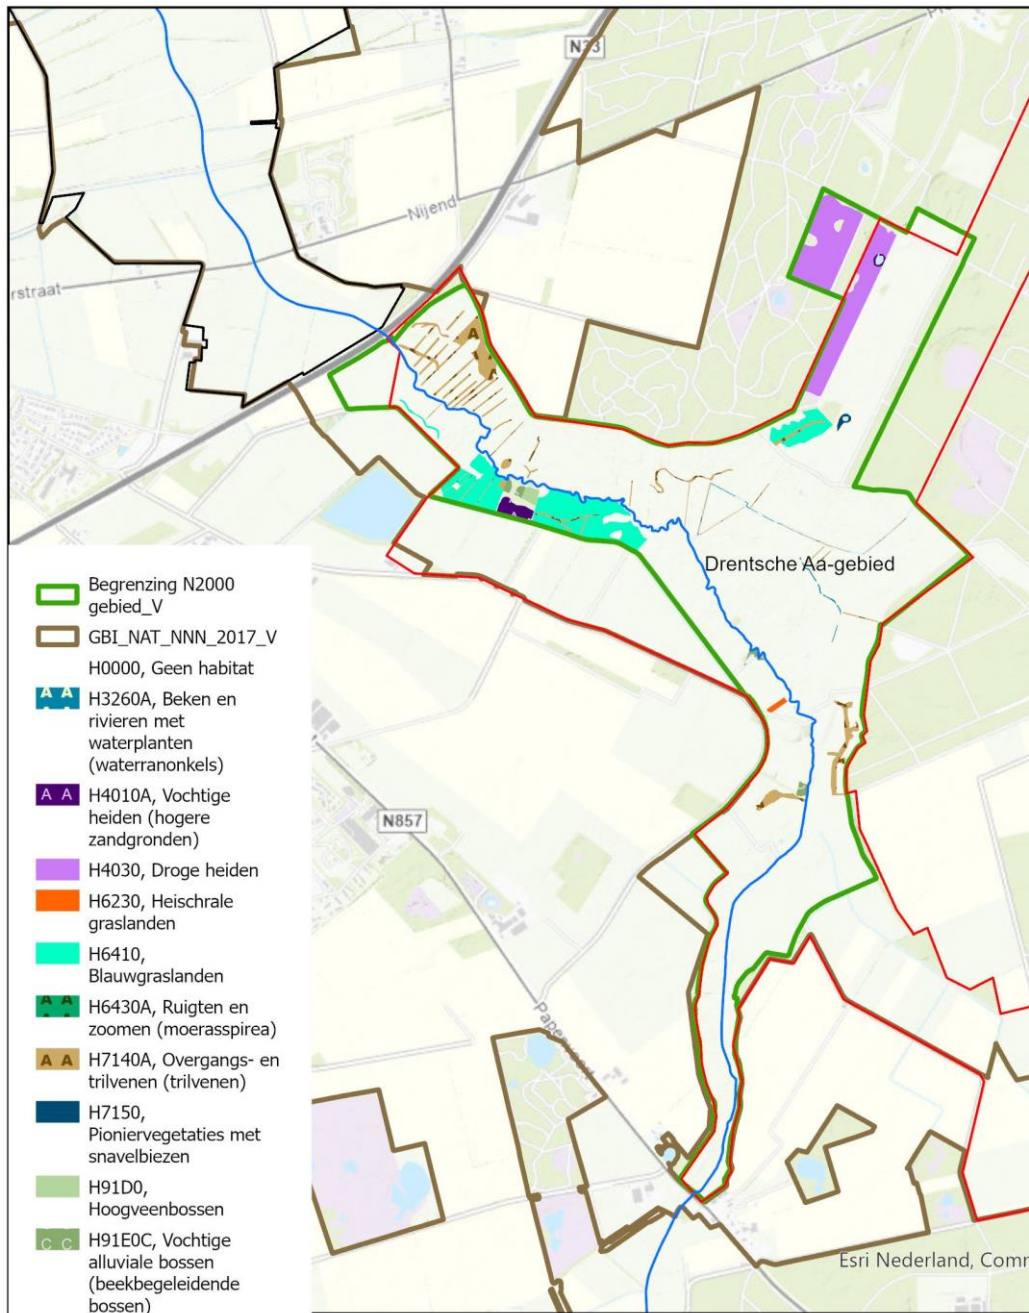 N33
Nijend
rstraat
Drentsche Aa-gebied
N857
Papenvoort
Esri Nederland, Comm
Begrenzing N2000
gebied_V
GBI_NAT_NNN_2017_V
H0000, Geen habitat
A A
H3260A, Beken en
rivieren met
waterplanten
(waterranonkels)
A A
H4010A, Vochtige
heiden (hogere
zandgronden)
H4030, Droge heiden
H6230, Heischrale
graslanden
H6410,
Blauwgraslanden
A A
H6430A, Ruigten en
zoomen (moerasspirea)
A A
H7140A, Overgangs- en
trilvenen (trilvenen)
H7150,
Pioniervegetaties met
snavelbiezen
H91D0,
Hoogveenbossen
C C
H91E0C, Vochtige
alluviale bossen
(beekbegeleidende
bossen)